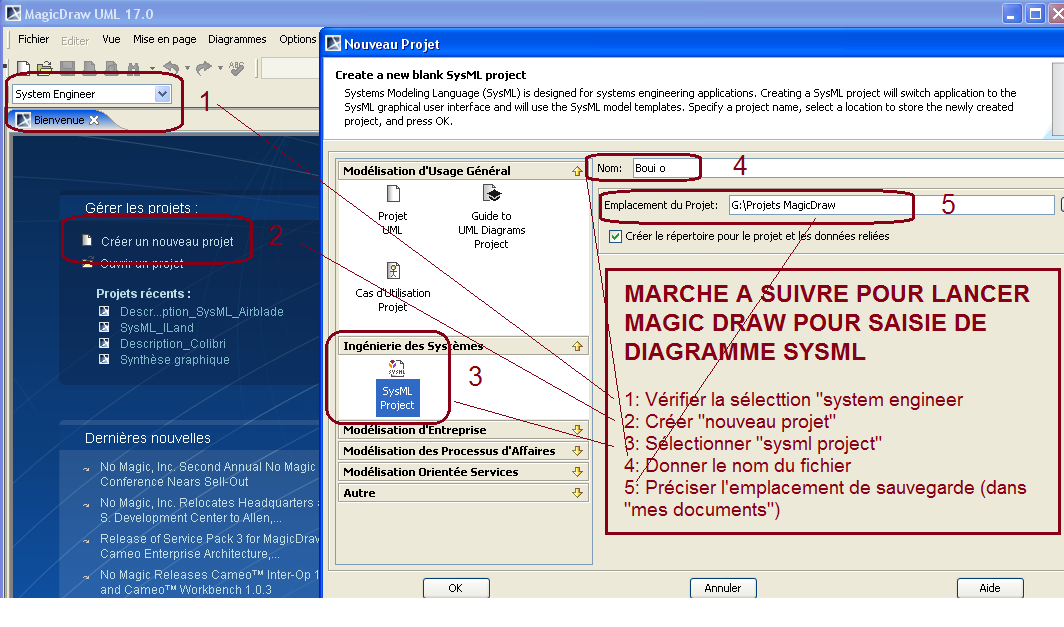 MagicDraw UML 17.0
Fichier Editer Vue Mise en page Diagrammes Options
ABC
System Engineer
1
Bienvenue
Gérer les projets :
Créer un nouveau projet
2
Ouvrir un projet
Projets récents :
Descr...ption_SysML_Airblade
SysML_ILand
Description_Colibri
Synthèse graphique
Dernières nouvelles
No Magic, Inc. Second Annual No Magic
Conference Nears Sell-Out
No Magic, Inc. Relocates Headquarters
S. Development Center to Allen,...
Release of Service Pack 3 for MagicDraw
Cameo Enterprise Architecture,...
No Magic Releases Cameo™ Inter-Op 1
and Cameo™ Workbench 1.0.3
Nouveau Projet
Create a new blank SysML project
Systems Modeling Language (SysML) is designed for systems engineering applications. Creating a SysML project will switch application to the
SysML graphical user interface and will use the SysML model templates. Specify a project name, select a location to store the newly created
project, and press OK.
Modélisation d'Usage Général
Projet
UML
Guide to
UML Diagrams
Project
Cas d'Utilisation
Projet
Ingénierie des Systèmes
SysML
SysML
Project
3
Modélisation d'Entreprise
Modélisation des Processus d'Affaires
Modélisation Orientée Services
Autre
Nom: Boui o
4
Emplacement du Projet: G:\Projets MagicDraw
5
Créer le répertoire pour le projet et les données reliées
MARCHE A SUIVRE POUR LANCER
MAGIC DRAW POUR SAISIE DE
DIAGRAMME SYSML
1: Vérifier la sélecttion "system engineer
2: Créer "nouveau projet"
3: Sélectionner "sysml project"
4: Donner le nom du fichier
5: Préciser l'emplacement de sauvegarde (dans
"mes documents")
OK Annuler Aide